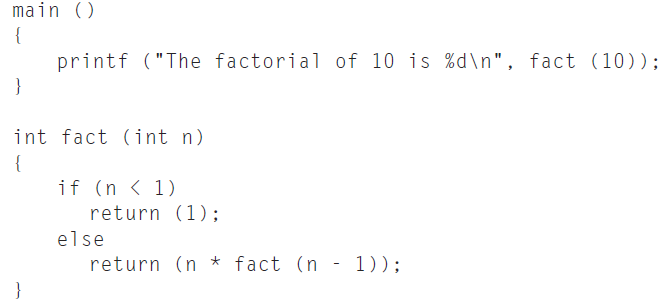 main ()
{
    printf ("The factorial of 10 is %d\n", fact (10));
}

int fact (int n)
{
    if (n < 1)
       return (1);
    else
       return (n * fact (n - 1));
}